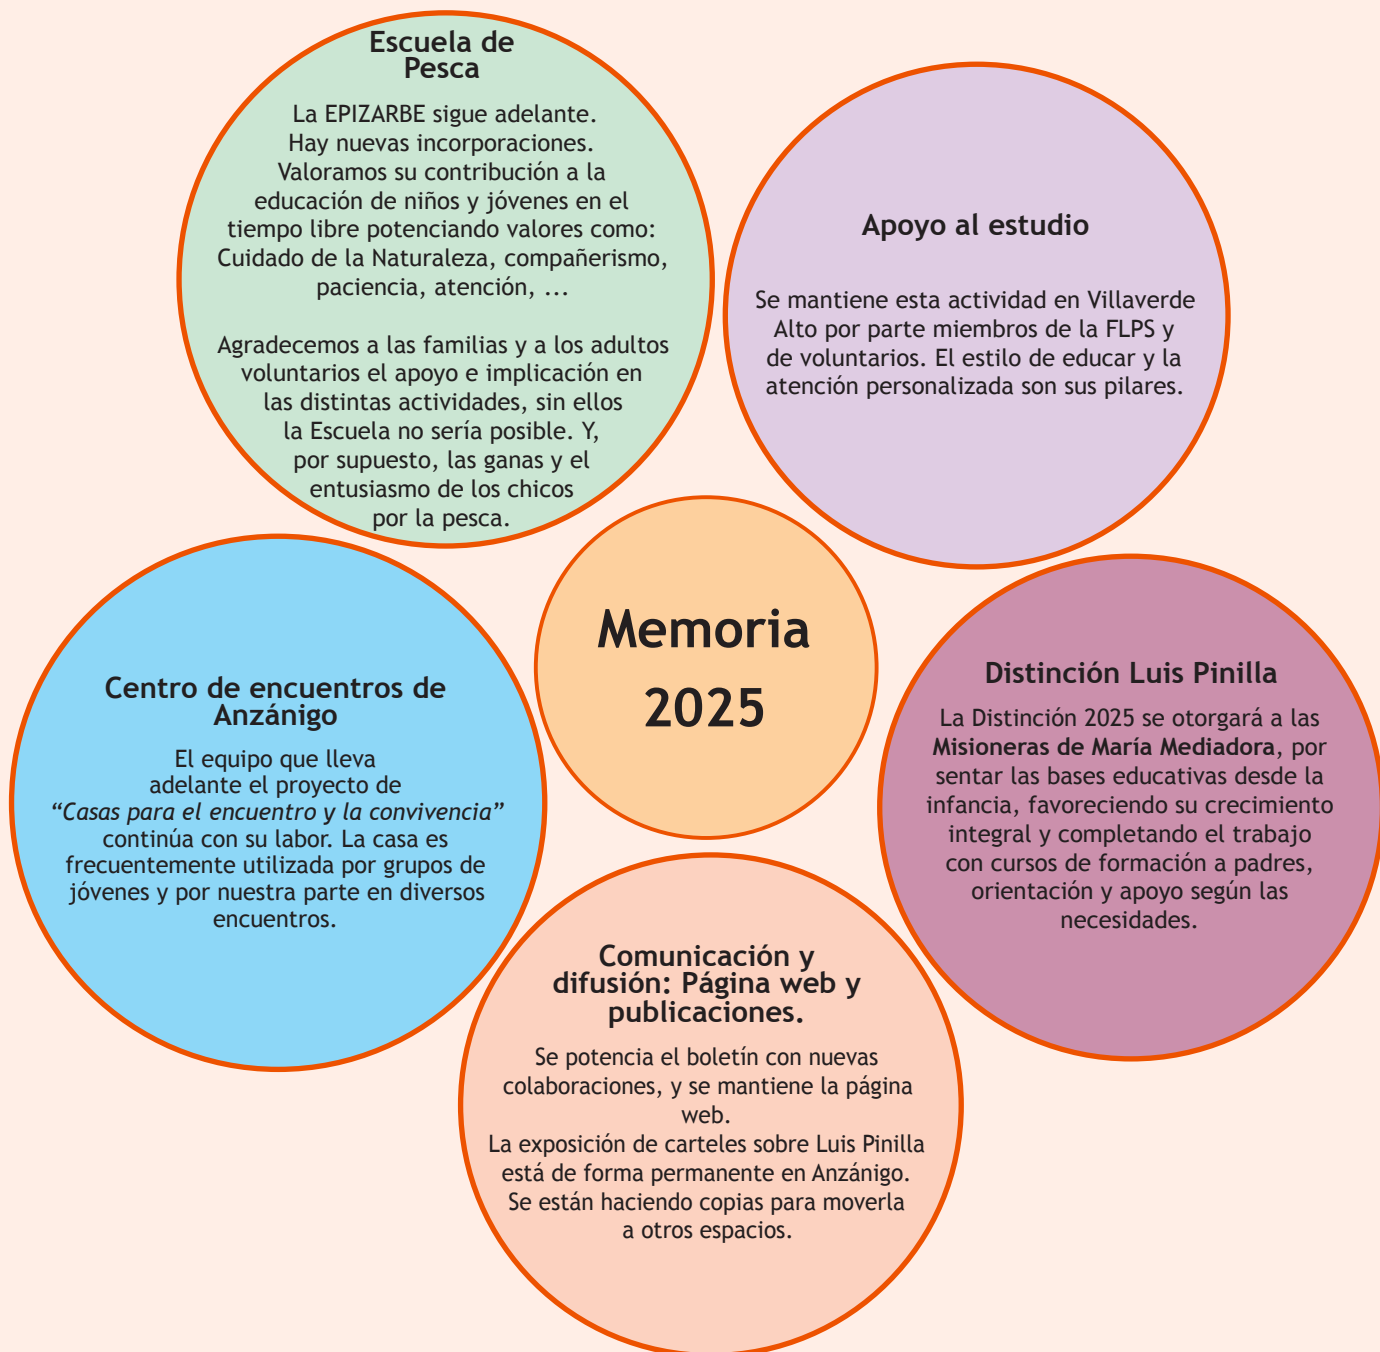 Escuela de
Pesca
La EPIZARBE sigue adelante.
Hay nuevas incorporaciones.
Valoramos su contribución a la
educación de niños y jóvenes en el
tiempo libre potenciando valores como:
Cuidado de la Naturaleza, compañerismo,
paciencia, atención, ...
Agradecemos a las familias y a los adultos
voluntarios el apoyo e implicación en
las distintas actividades, sin ellos
la Escuela no sería posible. Y,
por supuesto, las ganas y el
entusiasmo de los chicos
por la pesca.
Apoyo al estudio
Se mantiene esta actividad en Villaverde
Alto por parte miembros de la FLPS y
de voluntarios. El estilo de educar y la
atención personalizada son sus pilares.
Memoria
2025
Centro de encuentros de
Anzánigo
El equipo que lleva
adelante el proyecto de
“Casas para el encuentro y la convivencia”
continúa con su labor. La casa es
frecuentemente utilizada por grupos de
jóvenes y por nuestra parte en diversos
encuentros.
Distinción Luis Pinilla
La Distinción 2025 se otorgará a las
Misioneras de María Mediadora, por
sentar las bases educativas desde la
infancia, favoreciendo su crecimiento
integral y completando el trabajo
con cursos de formación a padres,
orientación y apoyo según las
necesidades.
Comunicación y
difusión: Página web y
publicaciones.
Se potencia el boletín con nuevas
colaboraciones, y se mantiene la página
web.
La exposición de carteles sobre Luis Pinilla
está de forma permanente en Anzánigo.
Se están haciendo copias para moverla
a otros espacios.